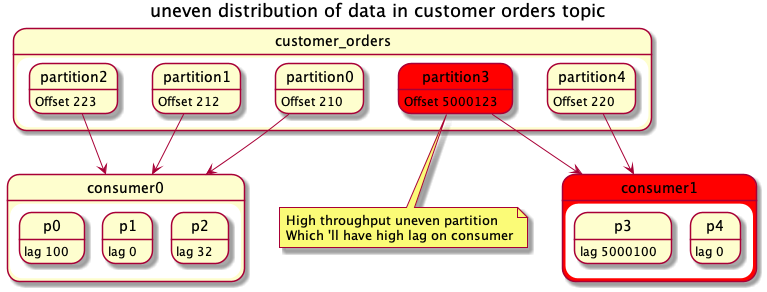 uneven distribution of data in customer orders topic
customer_orders
partition2
Offset 223
partition1
Offset 212
partition0
Offset 210
partition3
Offset 5000123
partition4
Offset 220
consumer0
p0
lag 100
p1
lag 0
p2
lag 32
High throughput uneven partition
Which 'll have high lag on consumer
consumer1
p3
lag 5000100
p4
lag 0